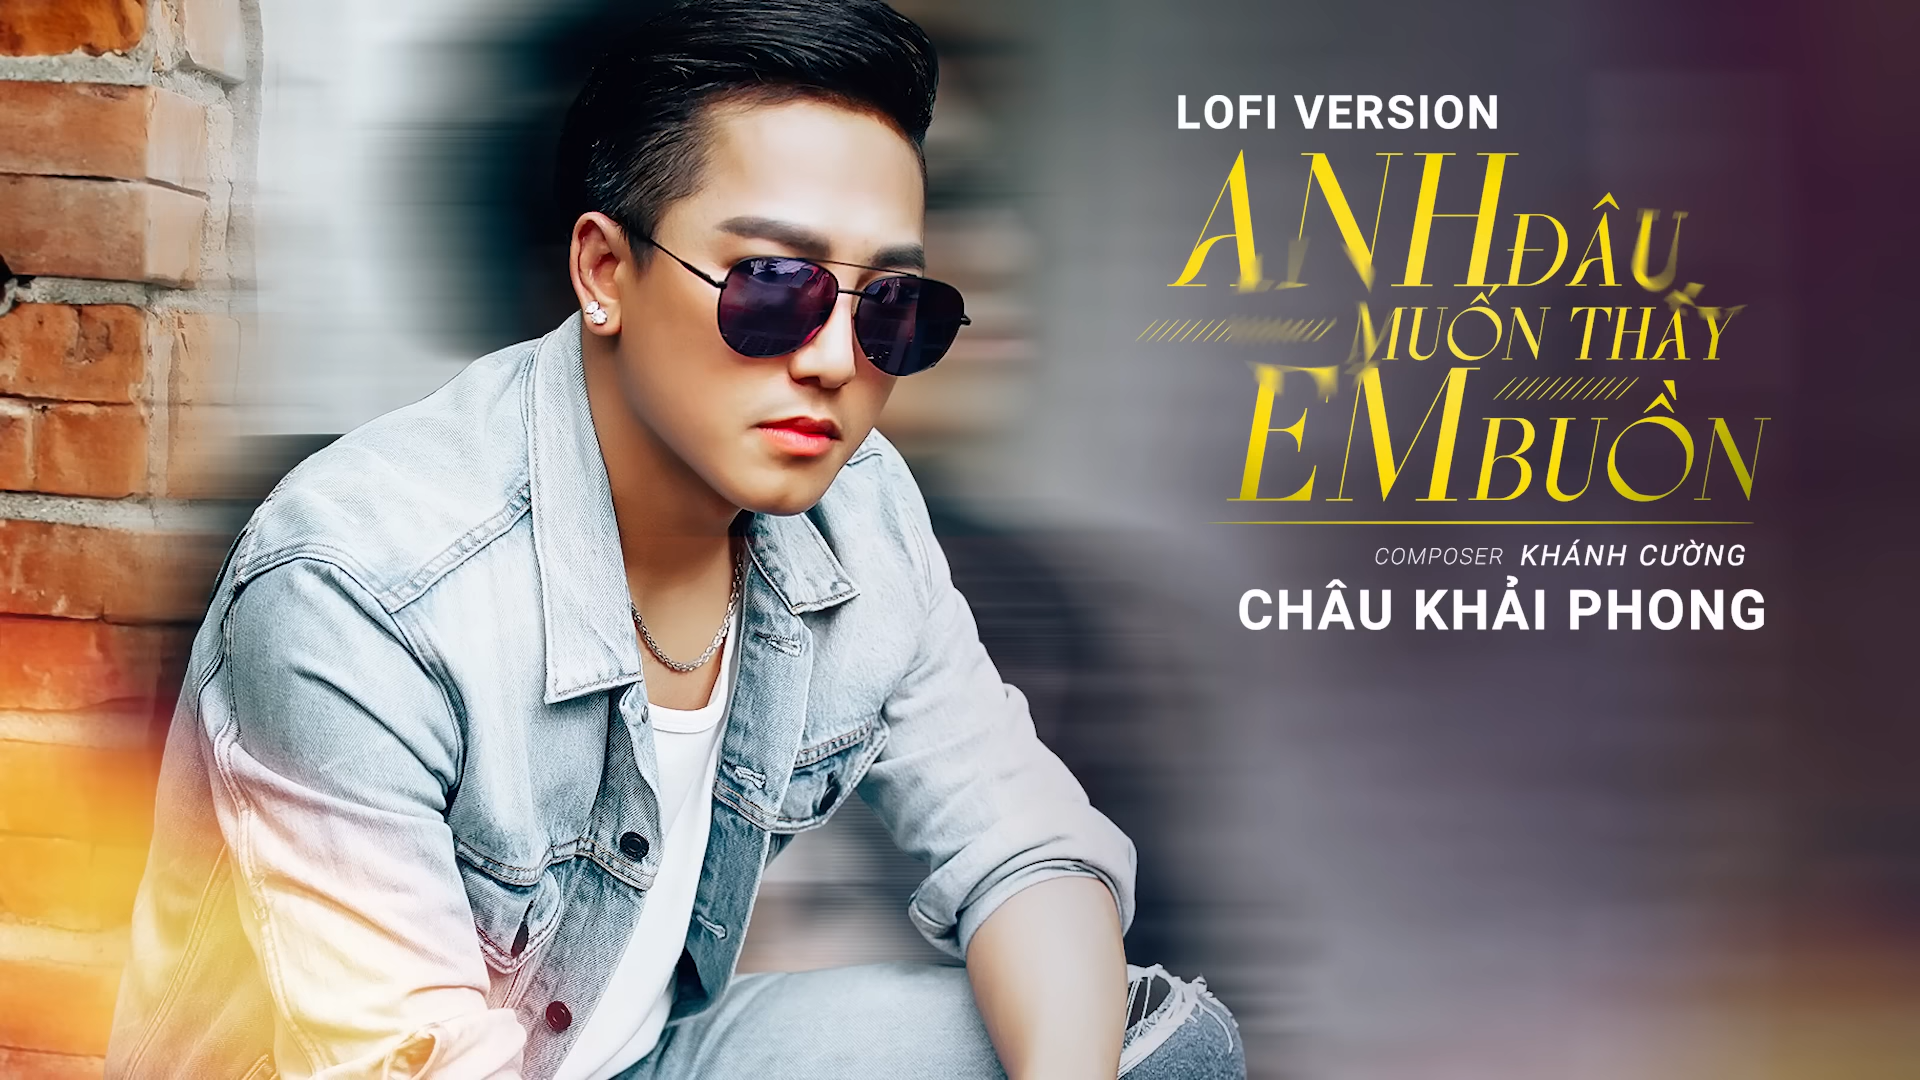 LOFI VERSION
ANH ĐÂU
MUỐN THẤY
EM BUỒN
COMPOSER KHÁNH CƯỜNG
CHÂU KHẢI PHONG